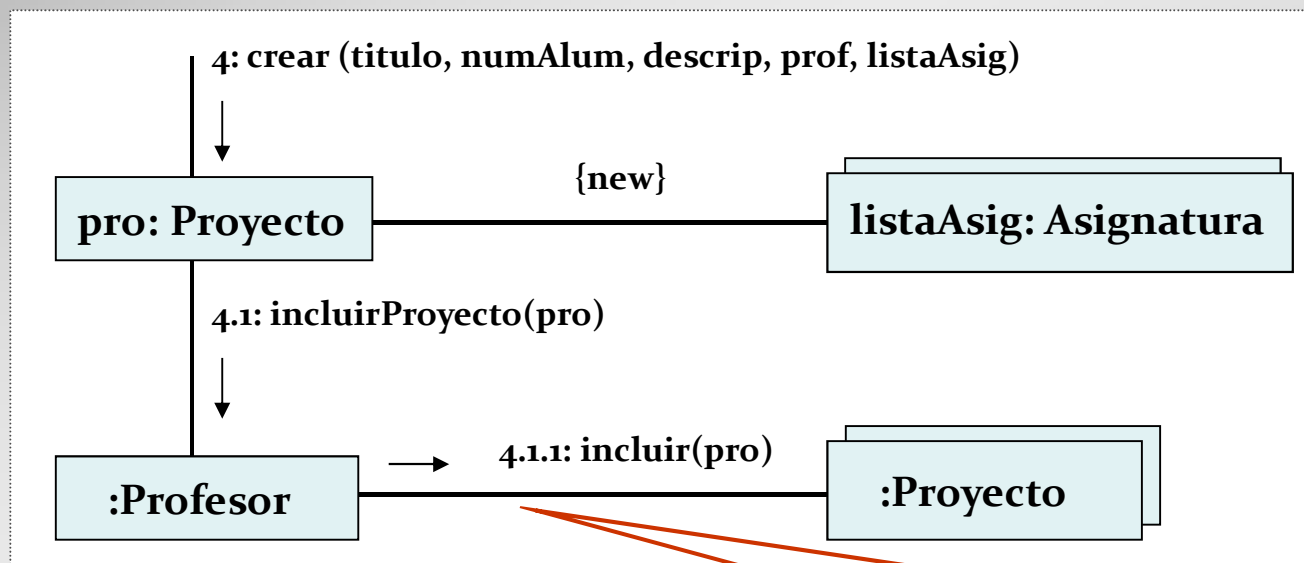 4: crear (titulo, numAlum, descrip, prof, listaAsig)
{new}
pro: Proyecto
listaAsig: Asignatura
4.1: incluirProyecto(pro)
4.1.1: incluir(pro)
:Profesor
:Proyecto